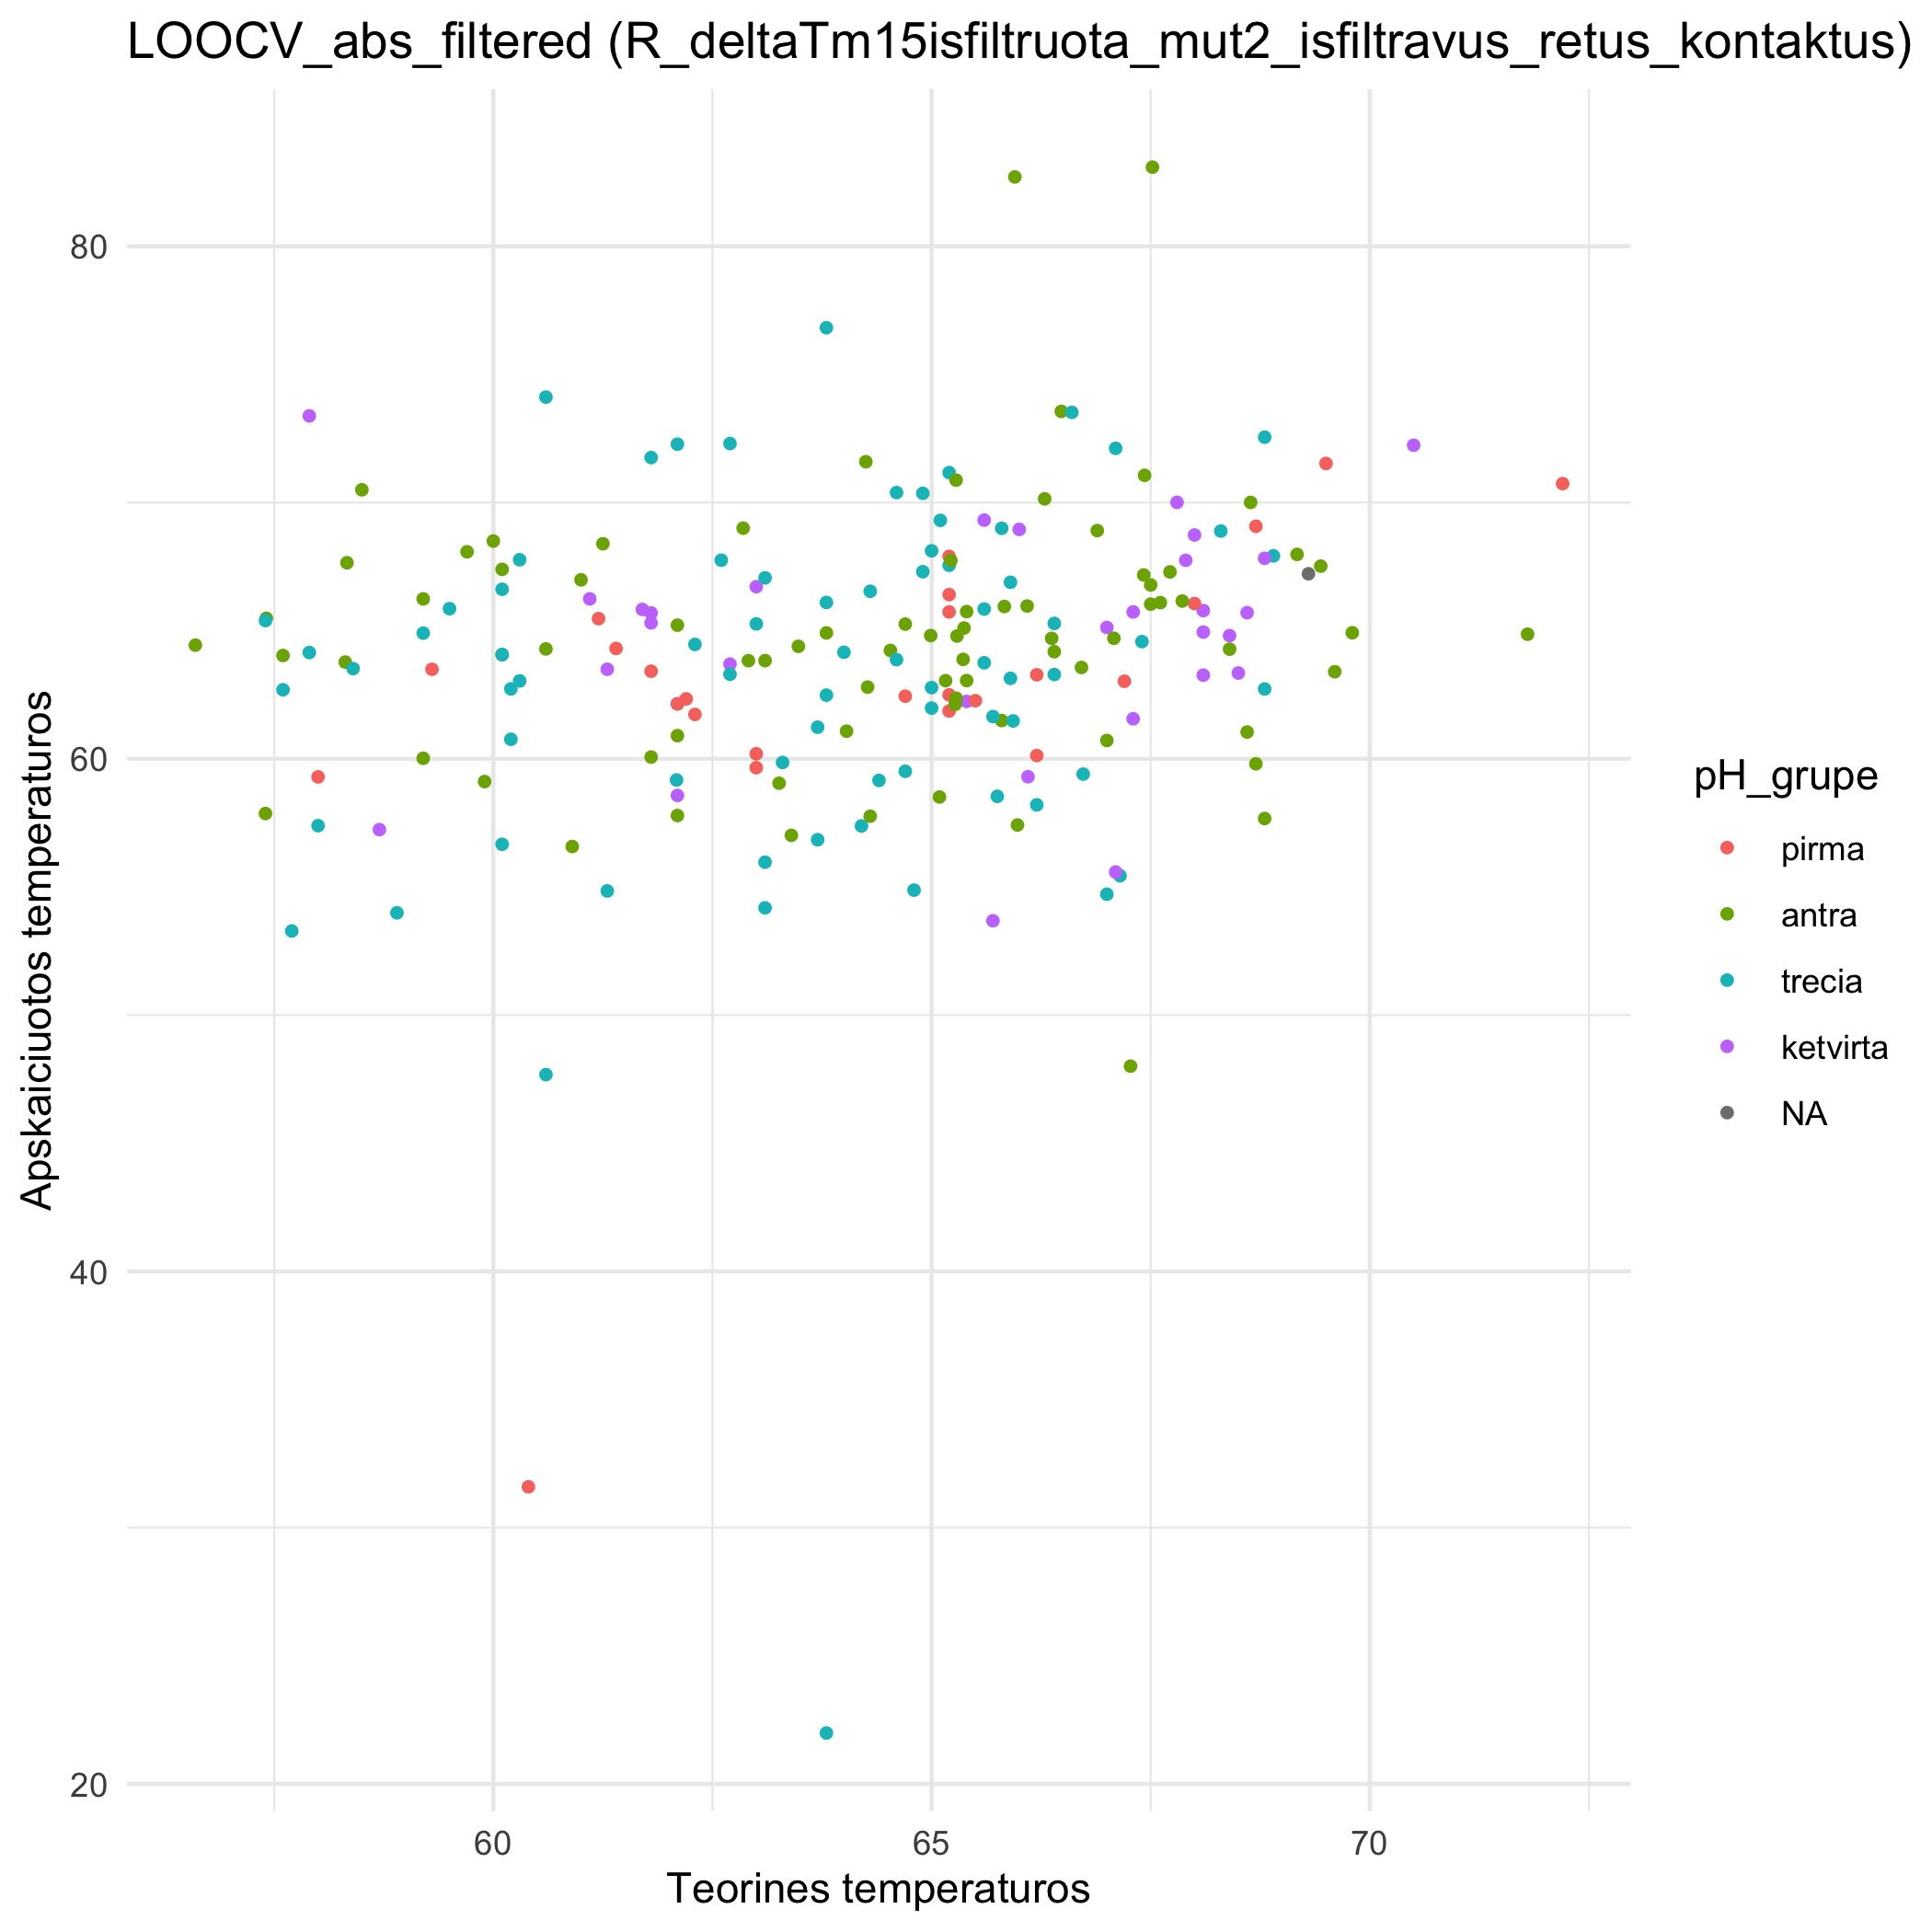 LOOCV_abs_filtered (R_deltaTm15isfiltruota_mut2_isfiltravus_retus_kontaktus)
Apskaiciuotos temperaturos
80
60
40
20
60
65
70
Teorines temperaturos
pH_grupe
pirma
antra
trecia
ketvirta
NA